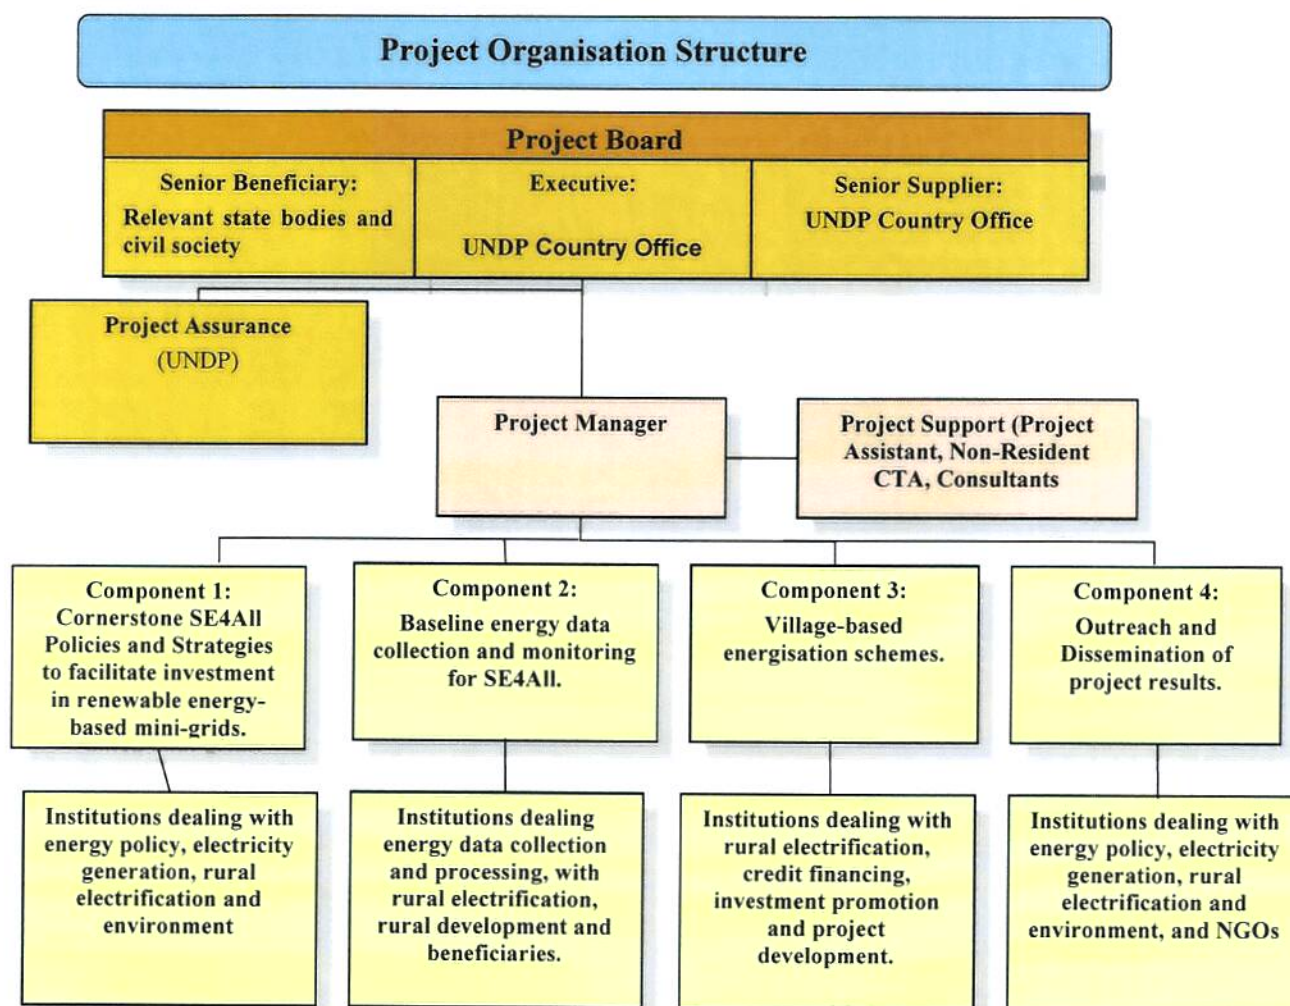 Project Organisation Structure
Project Board
Senior Beneficiary:
Relevant state bodies and
civil society
Executive:
UNDP Country Office
Senior Supplier:
UNDP Country Office
Project Assurance
(UNDP)
Project Manager
Project Support (Project
Assistant, Non-Resident
CTA, Consultants
Component 1:
Cornerstone SE4All
Policies and Strategies
to facilitate investment
in renewable energy-
based mini-grids.
Component 2:
Baseline energy data
collection and monitoring
for SE4All.
Component 3:
Village-based
energisation schemes.
Component 4:
Outreach and
Dissemination of
project results.
Institutions dealing with
energy policy, electricity
generation, rural
electrification and
environment
Institutions dealing
energy data collection
and processing, with
rural electrification,
rural development and
beneficiaries.
Institutions dealing with
rural electrification,
credit financing,
investment promotion
and project
development.
Institutions dealing with
energy policy, electricity
generation, rural
electrification and
environment, and NGOs